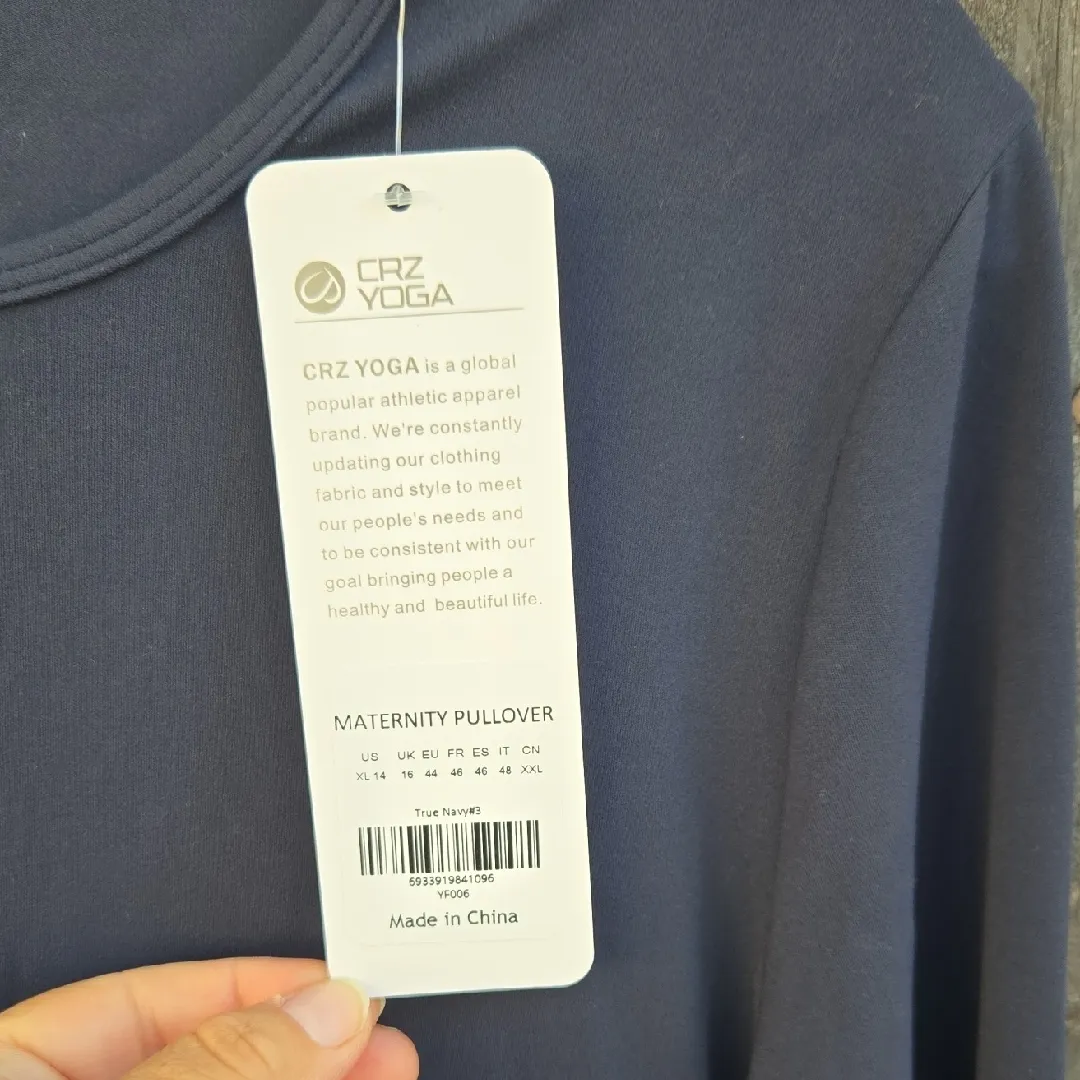 CRZ
YOGA
CRZ YOGA is a global
popular athletic apparel
brand. We're constantly
updating our clothing
fabric and style to meet
our people's needs and
to be consistent with our
goal bringing people a
healthy and beautiful life.
MATERNITY PULLOVER
US UK EU FR ES IT CN
XL 14 16 44 46 46 48 XXL
True Navy#3
5933919841096
YF006
Made in China